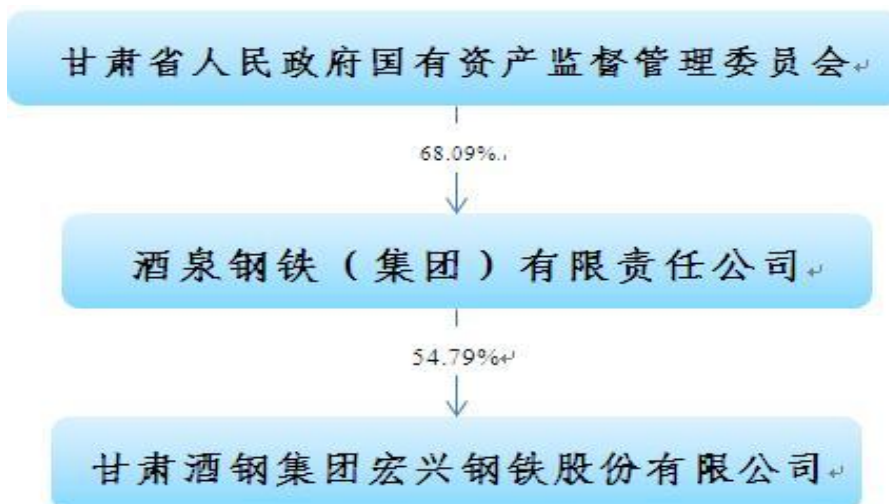 甘肃省人民政府国有资产监督管理委员会
68.09%
酒泉钢铁（集团）有限责任公司
54.79%
甘肃酒钢集团宏兴钢铁股份有限公司